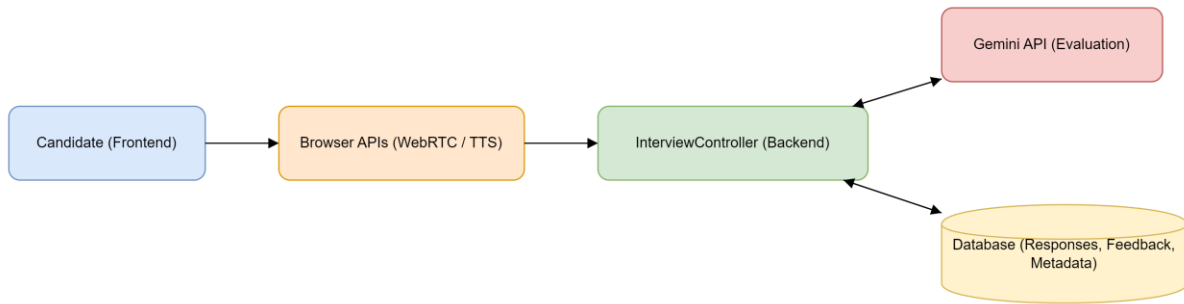 Gemini API (Evaluation)
Candidate (Frontend)
Browser APIs (WebRTC / TTS)
InterviewController (Backend)
Database (Responses, Feedback,
Metadata)